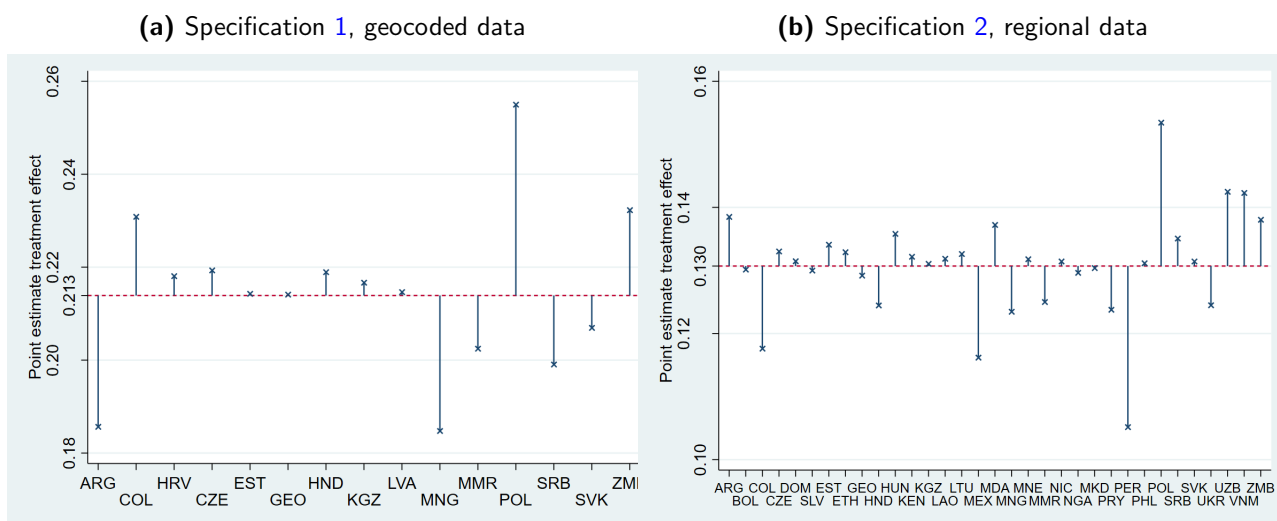 (a) Specification 1, geocoded data
Point estimate treatment effect
0.26
0.24
0.22
0.213
0.20
0.18
ARG HRV EST HND LVA MMR SRB ZMI
COL CZE GEO KGZ MNG POL SVK
(b) Specification 2, regional data
Point estimate treatment effect
0.16
0.14
0.130
0.12
0.10
ARG COL DOM EST GEO HUN KGZ LTU MDA MNE NIC MKD PER POL SVK UZB ZMB
BOL CZE SLV ETH HND KEN LAO MEX MNG MMR NGA PRY PHL SRB UKR VNM